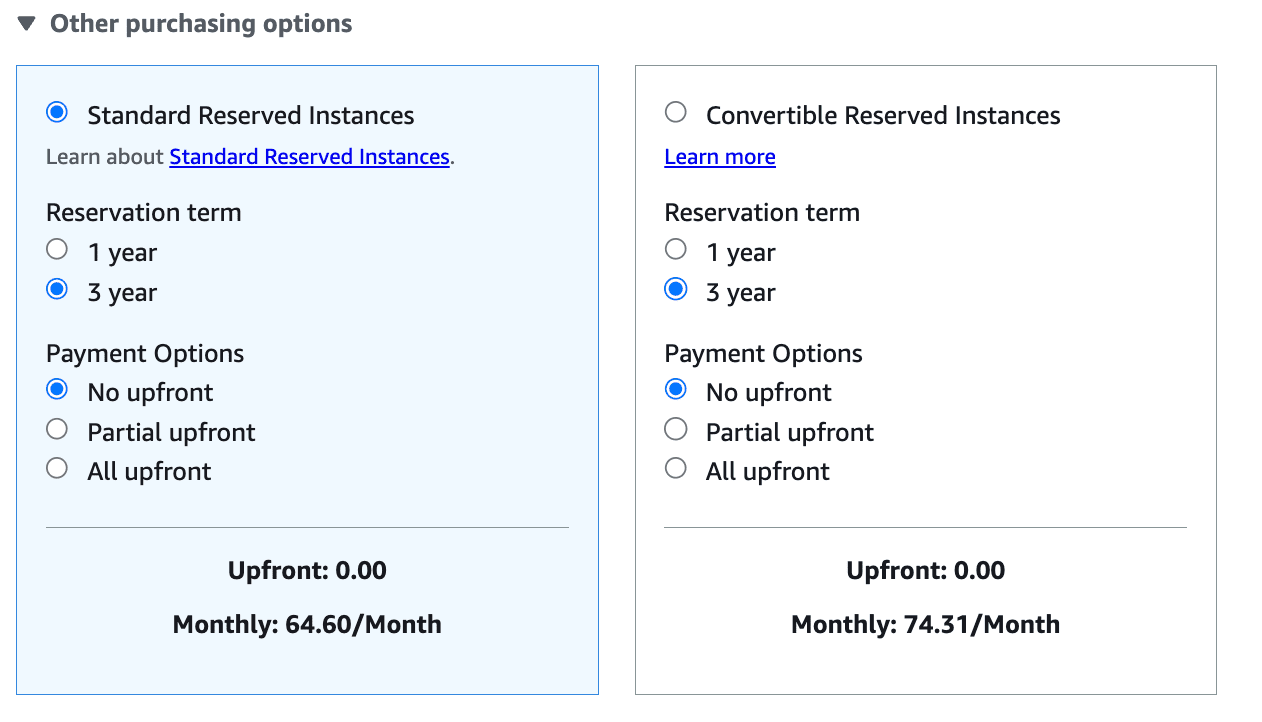 Other purchasing options
Standard Reserved Instances
Learn about Standard Reserved Instances.
Reservation term
1 year
3 year
Payment Options
No upfront
Partial upfront
All upfront
Upfront: 0.00
Monthly: 64.60/Month
Convertible Reserved Instances
Learn more
Reservation term
1 year
3 year
Payment Options
No upfront
Partial upfront
All upfront
Upfront: 0.00
Monthly: 74.31/Month